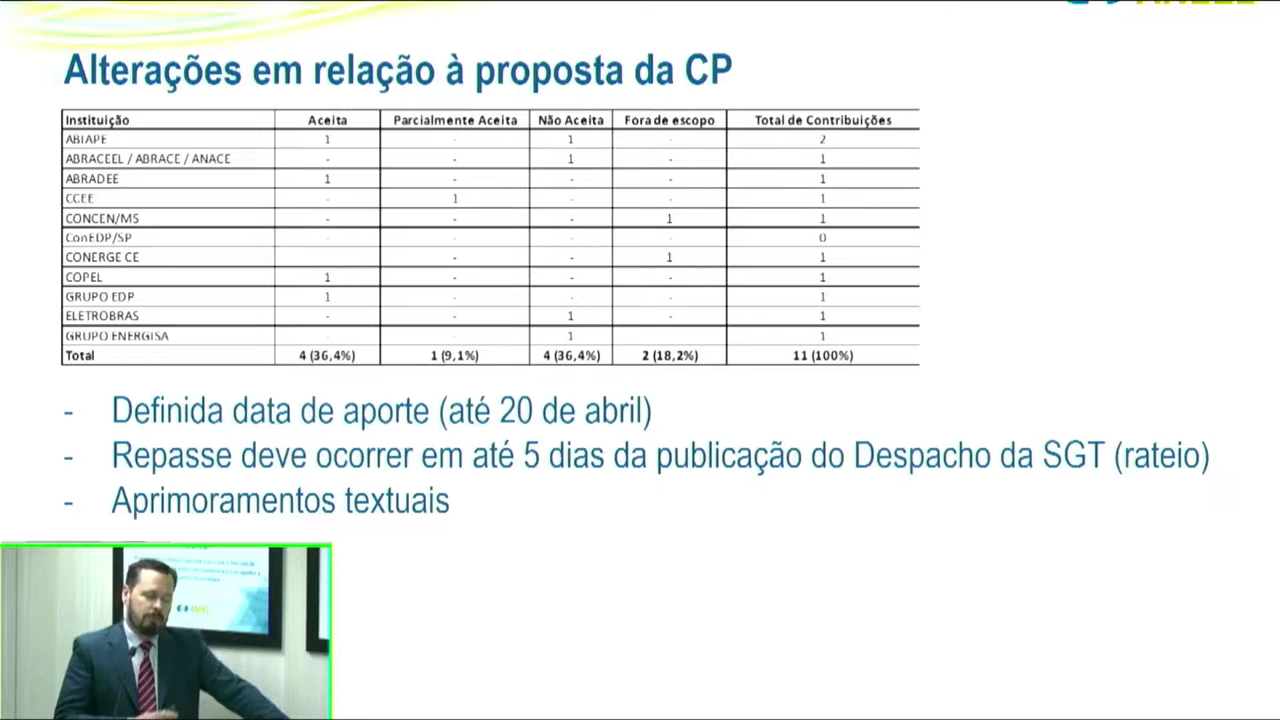 Alterações em relação à proposta da CP
Instituição Aceita Parcialmente Aceita Não Aceita Fora de escopo Total de Contribuições
ABIAPE 1 - 1 - 2
ABRACEEL / ABRACE / ANACE - - 1 - 1
ABRADEE 1 - - - 1
CCEE - 1 - - 1
CONCEN/MS - - - 1 1
ConEDP/SP - - - - 0
CONERGE CE - - 1 1
COPEL 1 - - - 1
GRUPO EDP 1 - - - 1
ELETROBRAS - - 1 - 1
GRUPO ENERGISA - - 1 - 1
Total 4 (36,4%) 1 (9,1%) 4 (36,4%) 2 (18,2%) 11 (100%)
- Definida data de aporte (até 20 de abril)
- Repasse deve ocorrer em até 5 dias da publicação do Despacho da SGT (rateio)
- Aprimoramentos textuais